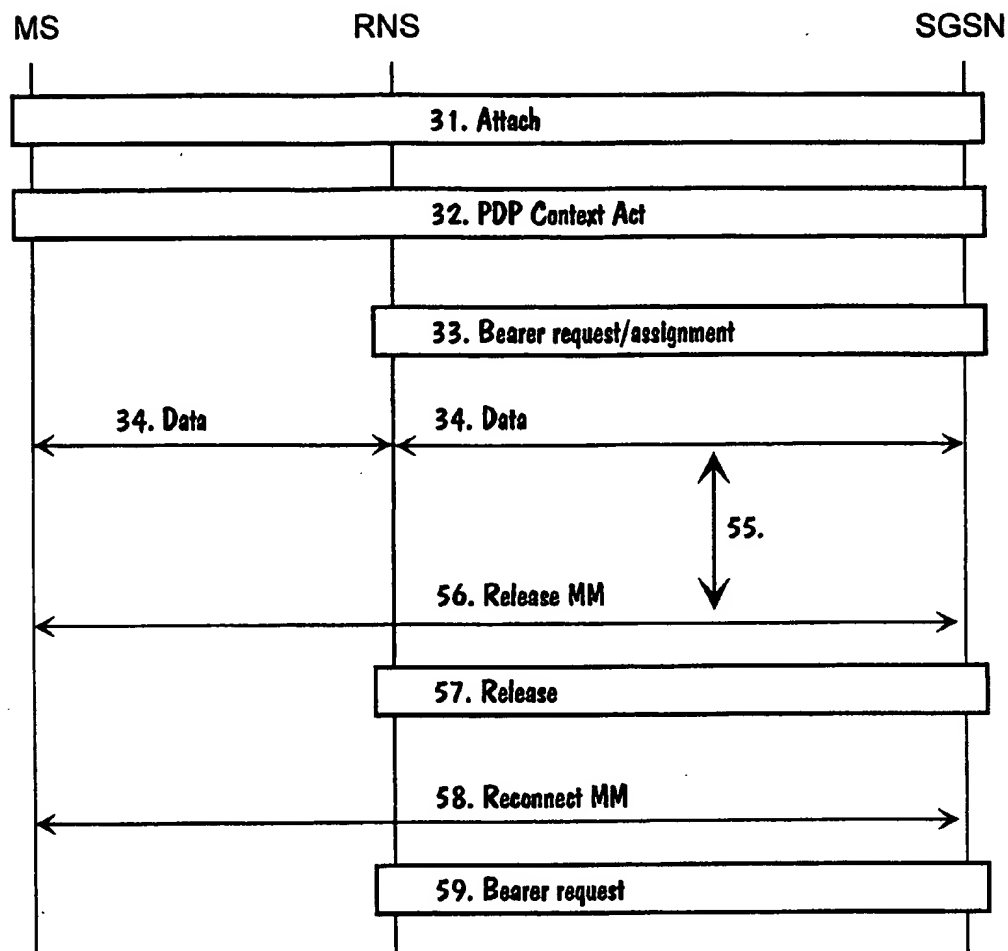 MS RNS SGSN
31. Attach
32. PDP Context Act
33. Bearer request/assignment
34. Data 34. Data
55.
56. Release MM
57. Release
58. Reconnect MM
59. Bearer request